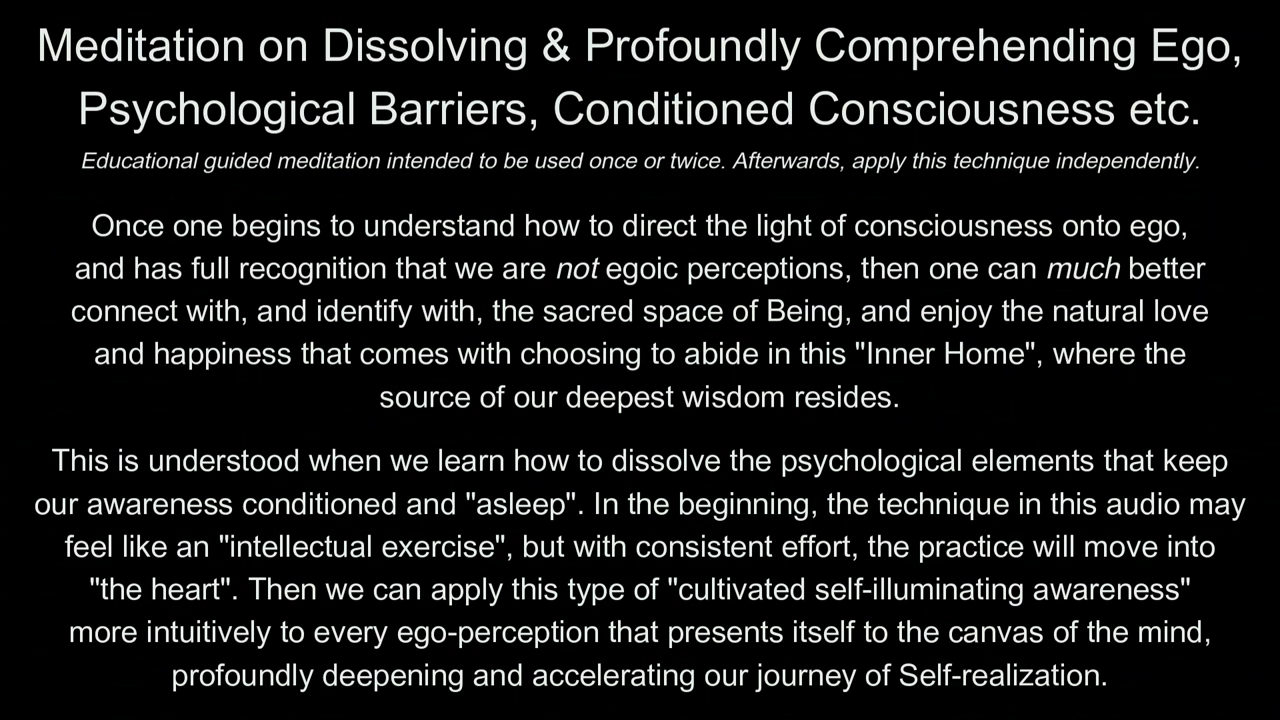 Meditation on Dissolving & Profoundly Comprehending Ego,
Psychological Barriers, Conditioned Consciousness etc.
Educational guided meditation intended to be used once or twice. Afterwards, apply this technique independently.
Once one begins to understand how to direct the light of consciousness onto ego,
and has full recognition that we are not egoic perceptions, then one can much better
connect with, and identify with, the sacred space of Being, and enjoy the natural love
and happiness that comes with choosing to abide in this "Inner Home", where the
source of our deepest wisdom resides.
This is understood when we learn how to dissolve the psychological elements that keep
our awareness conditioned and "asleep". In the beginning, the technique in this audio may
feel like an "intellectual exercise", but with consistent effort, the practice will move into
"the heart". Then we can apply this type of "cultivated self-illuminating awareness"
more intuitively to every ego-perception that presents itself to the canvas of the mind,
profoundly deepening and accelerating our journey of Self-realization.